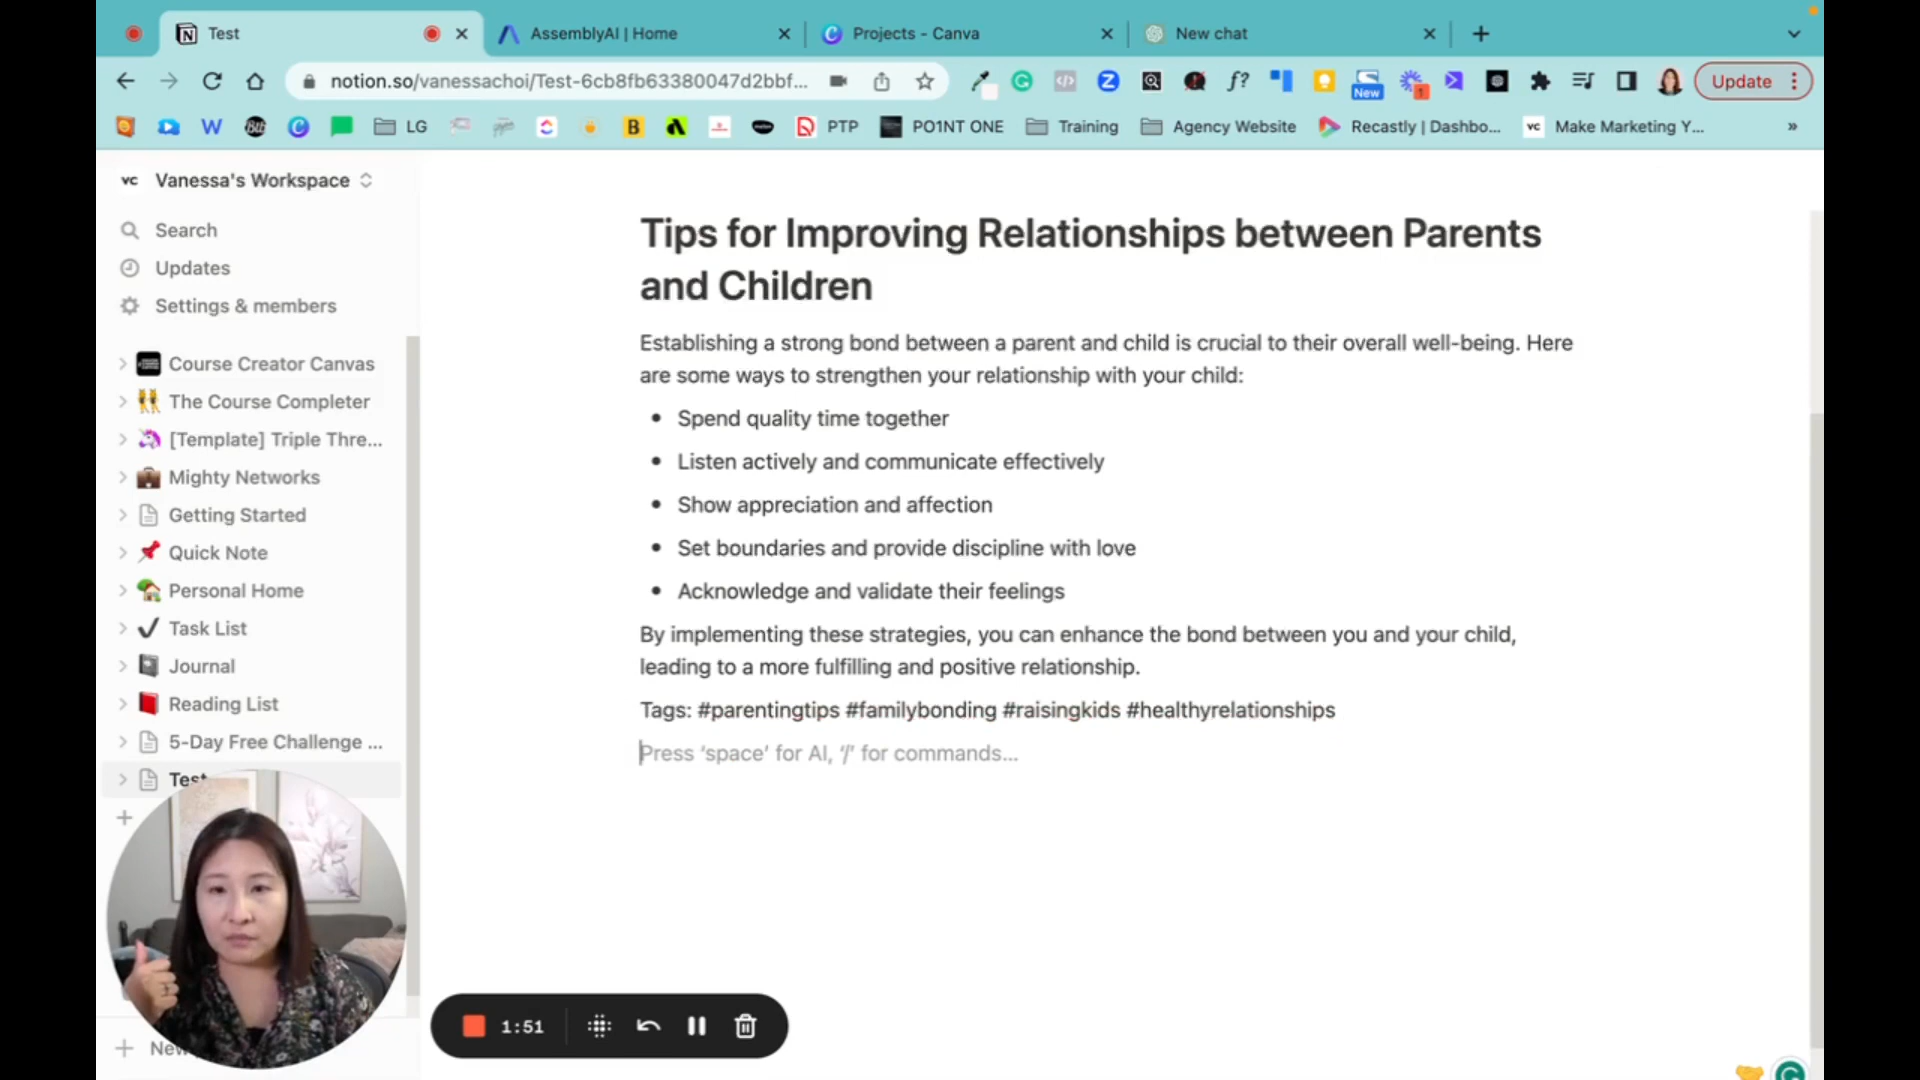 Test
AssemblyAI | Home
Projects - Canva
New chat
notion.so/vanessachoi/Test-6cb8fb63380047d2bbf...
New
1
Update
LG
PTP
PO1NT ONE
Training
Agency Website
Recastly | Dashbo...
vc
Make Marketing Y...
»
vc
Vanessa's Workspace
Search
Updates
Settings & members
Course Creator Canvas
The Course Completer
[Template] Triple Thre...
Mighty Networks
Getting Started
Quick Note
Personal Home
Task List
Journal
Reading List
5-Day Free Challenge ...
Test
New
Tips for Improving Relationships between Parents
and Children
Establishing a strong bond between a parent and child is crucial to their overall well-being. Here
are some ways to strengthen your relationship with your child:
• Spend quality time together
• Listen actively and communicate effectively
• Show appreciation and affection
• Set boundaries and provide discipline with love
• Acknowledge and validate their feelings
By implementing these strategies, you can enhance the bond between you and your child,
leading to a more fulfilling and positive relationship.
Tags: #parentingtips #familybonding #raisingkids #healthyrelationships
Press ‘space’ for AI, ‘/’ for commands...
1:51